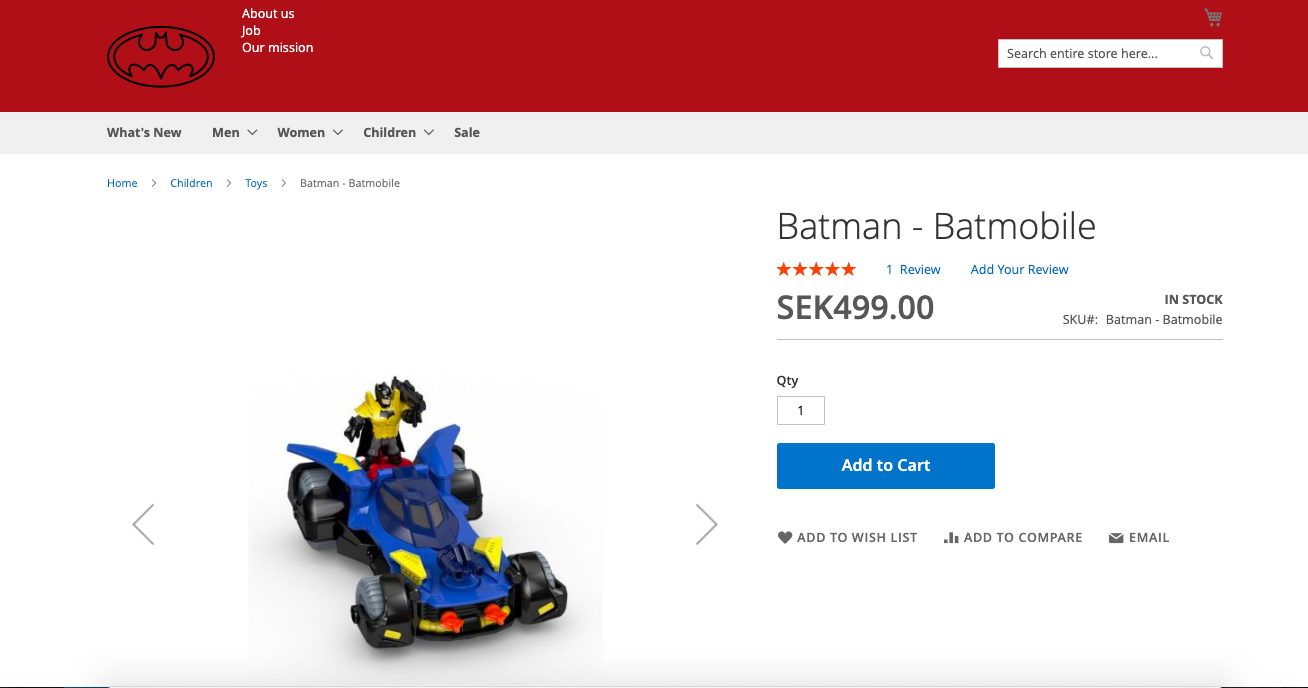 About us
Job
Our mission
Search entire store here...
What's New Men Women Children Sale
Home Children Toys Batman - Batmobile
Batman - Batmobile
1 Review Add Your Review
SEK499.00
IN STOCK
SKU#: Batman - Batmobile
Qty
1
Add to Cart
ADD TO WISH LIST ADD TO COMPARE EMAIL